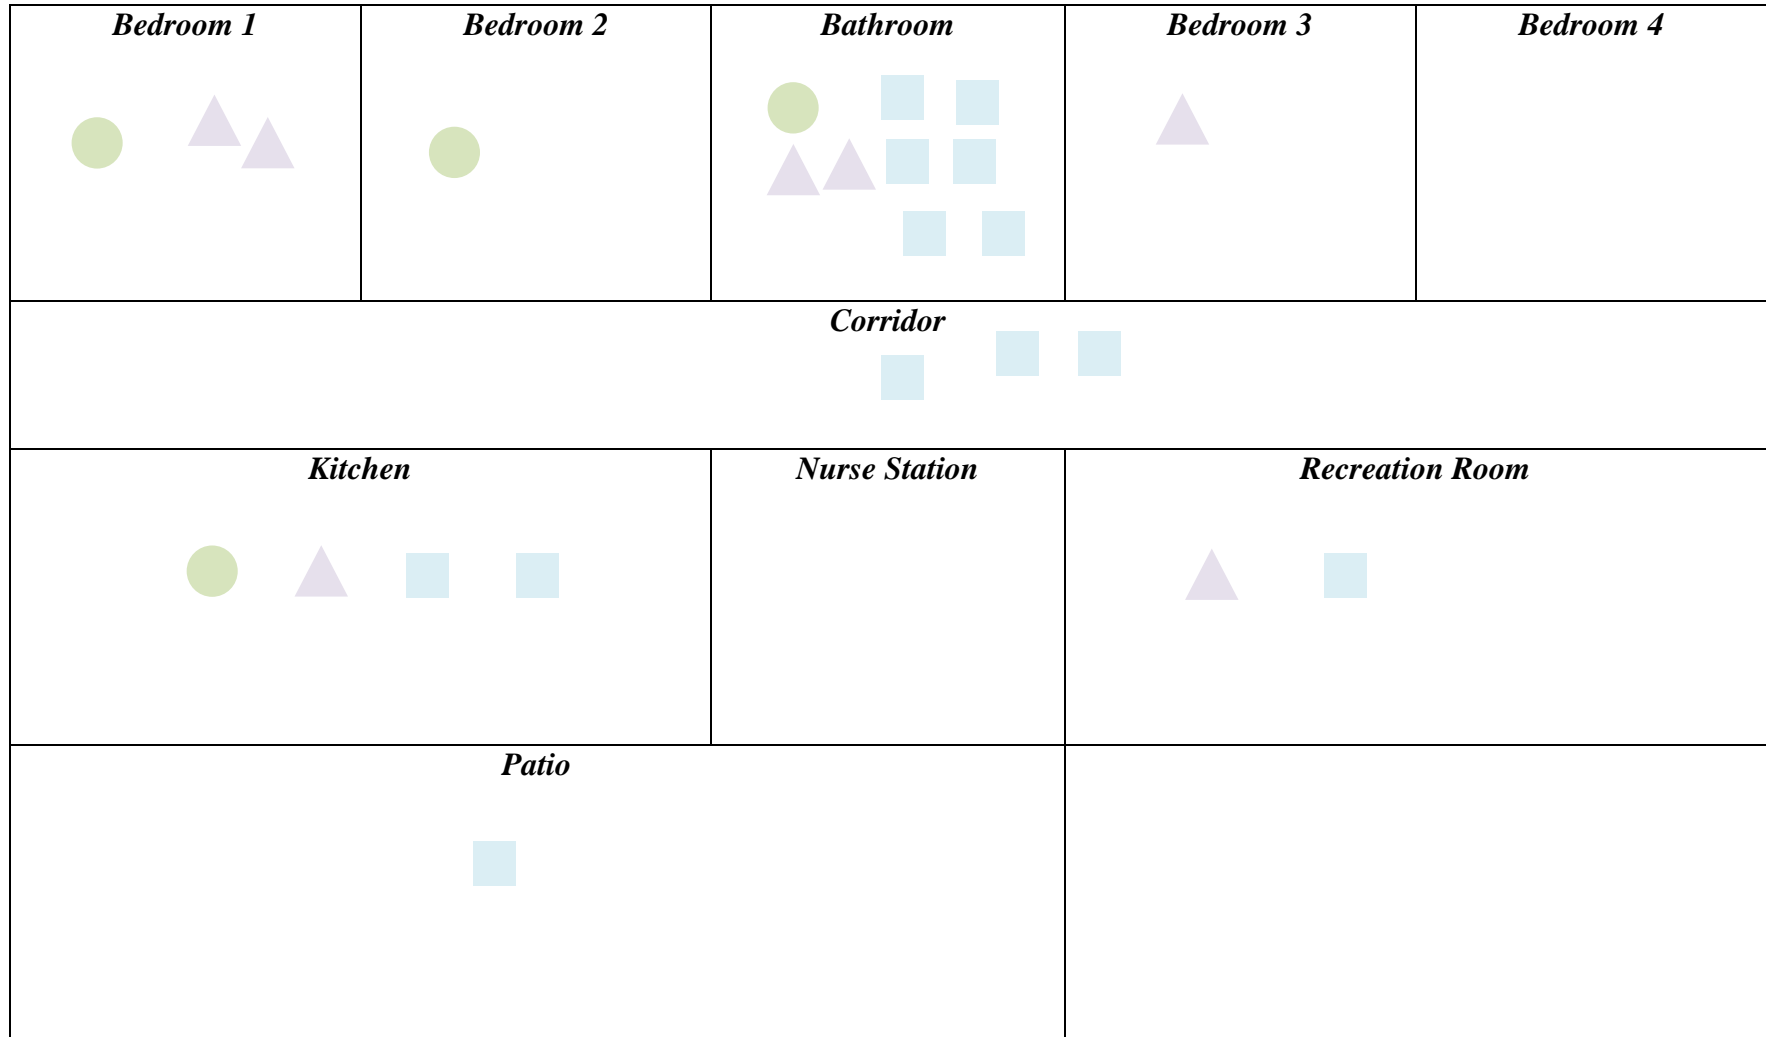 Bedroom 1
Bedroom 2
Bathroom
Bedroom 3
Bedroom 4
Corridor
Kitchen
Nurse Station
Recreation Room
Patio